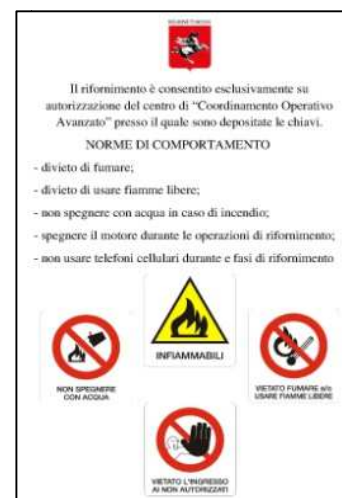 Il rifornimento è consentito esclusivamente su
autorizzazione del centro di “Coordinamento Operativo
Avanzato” presso il quale sono depositate le chiavi.
NORME DI COMPORTAMENTO
- divieto di fumare;
- divieto di usare fiamme libere;
- non spegnere con acqua in caso di incendio;
- spegnere il motore durante le operazioni di rifornimento;
- non usare telefoni cellulari durante e fasi di rifornimento
INFIAMMABILI
NON SPEGNERE
CON ACQUA
VIETATO FUMARE e/o
USARE FIAMME LIBERE
VIETATO L'INGRESSO
AI NON AUTORIZZATI